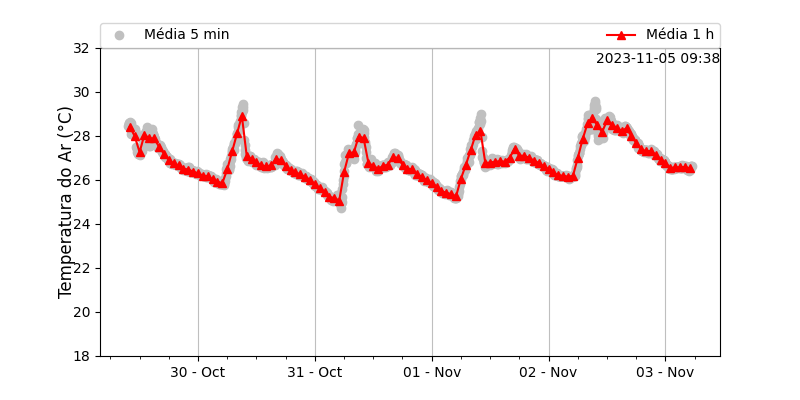 Média 5 min
Média 1 h
2023-11-05 09:38
Temperatura do Ar (°C)
32
30
28
26
24
22
20
18
30 - Oct
31 - Oct
01 - Nov
02 - Nov
03 - Nov